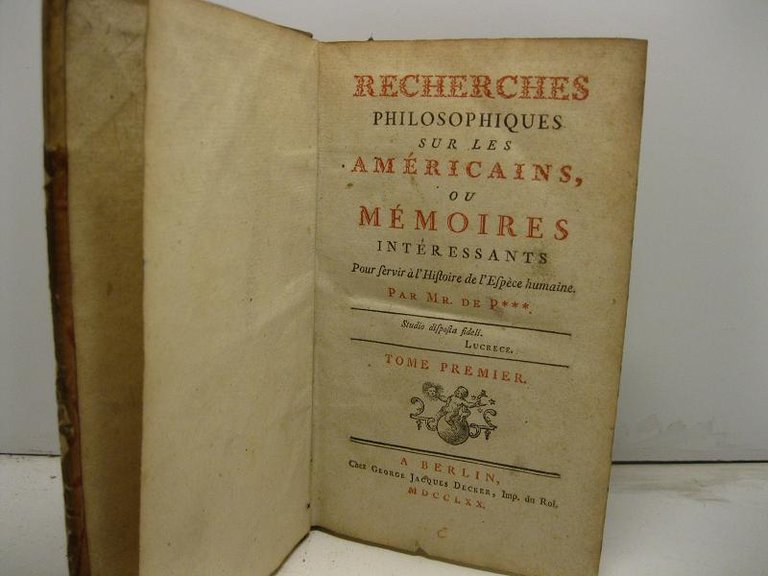 RECHERCHES
PHILOSOPHIQUES
SUR LES
AMÉRICAINS,
OU
MÉMOIRES
INTÉRESSANTS
Pour ſervir à l'Hiſtoire de l'Eſpèce humaine.
PAR MR. DE P***.
Studio diſpoſta fideli.
LUCRECE.
TOME PREMIER.
A BERLIN,
Chez GEORGE JACQUES DECKER, Imp. du Roi.
MDCCLXX.